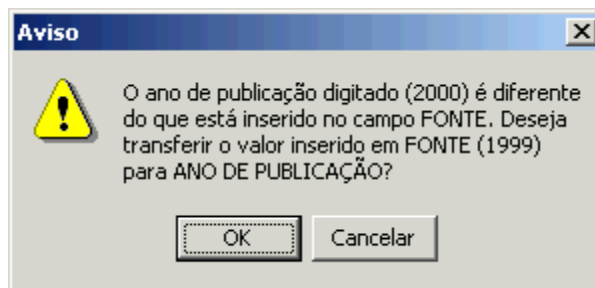 Aviso
O ano de publicação digitado (2000) é diferente
do que está inserido no campo FONTE. Deseja
transferir o valor inserido em FONTE (1999)
para ANO DE PUBLICAÇÃO?
OK
Cancelar